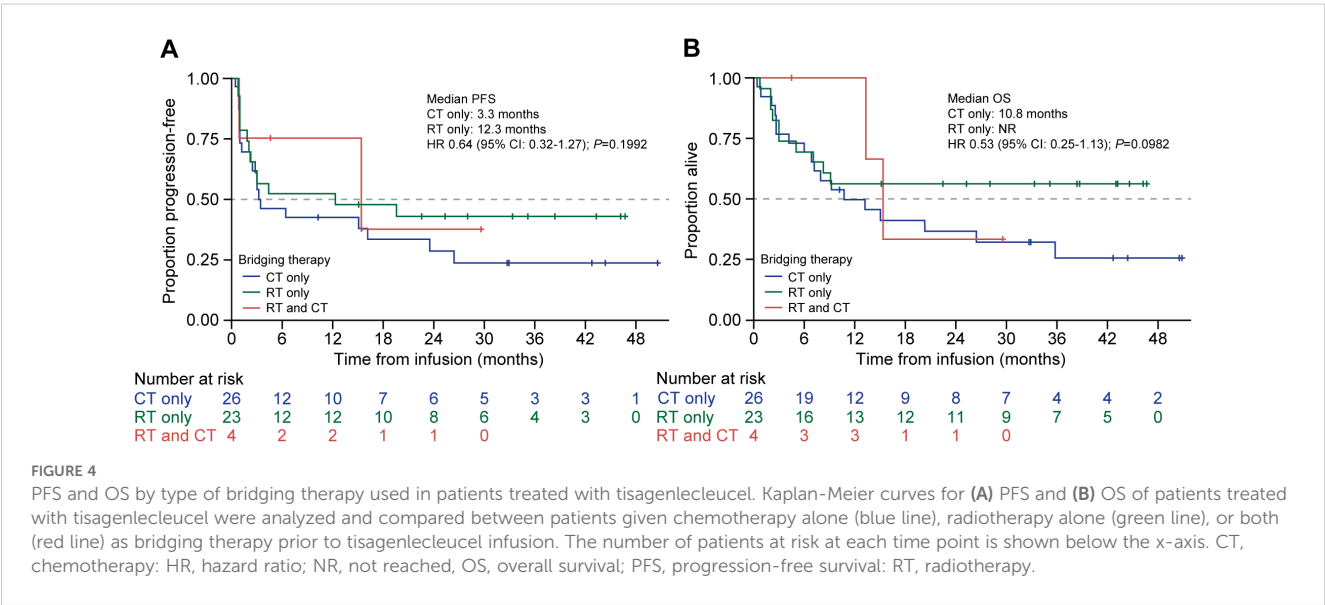 A
B
1.00
0.75
0.50
0.25
0.00
Proportion progression-free
Median PFS
CT only: 3.3 months
RT only: 12.3 months
HR 0.64 (95% CI: 0.32-1.27); P=0.1992
Bridging therapy
CT only
RT only
RT and CT
0 6 12 18 24 30 36 42 48
Time from infusion (months)
Number at risk
CT only 26 12 10 7 6 5 3 3 1
RT only 23 12 12 10 8 6 4 3 0
RT and CT 4 2 2 1 1 0
1.00
0.75
0.50
0.25
0.00
Proportion alive
Median OS
CT only: 10.8 months
RT only: NR
HR 0.53 (95% CI: 0.25-1.13); P=0.0982
Bridging therapy
CT only
RT only
RT and CT
0 6 12 18 24 30 36 42 48
Time from infusion (months)
Number at risk
CT only 26 19 12 9 8 7 4 4 2
RT only 23 16 13 12 11 9 7 5 0
RT and CT 4 3 3 1 1 0
FIGURE 4
PFS and OS by type of bridging therapy used in patients treated with tisagenlecleucel. Kaplan-Meier curves for (A) PFS and (B) OS of patients treated
with tisagenlecleucel were analyzed and compared between patients given chemotherapy alone (blue line), radiotherapy alone (green line), or both
(red line) as bridging therapy prior to tisagenlecleucel infusion. The number of patients at risk at each time point is shown below the x-axis. CT,
chemotherapy: HR, hazard ratio; NR, not reached, OS, overall survival; PFS, progression-free survival: RT, radiotherapy.